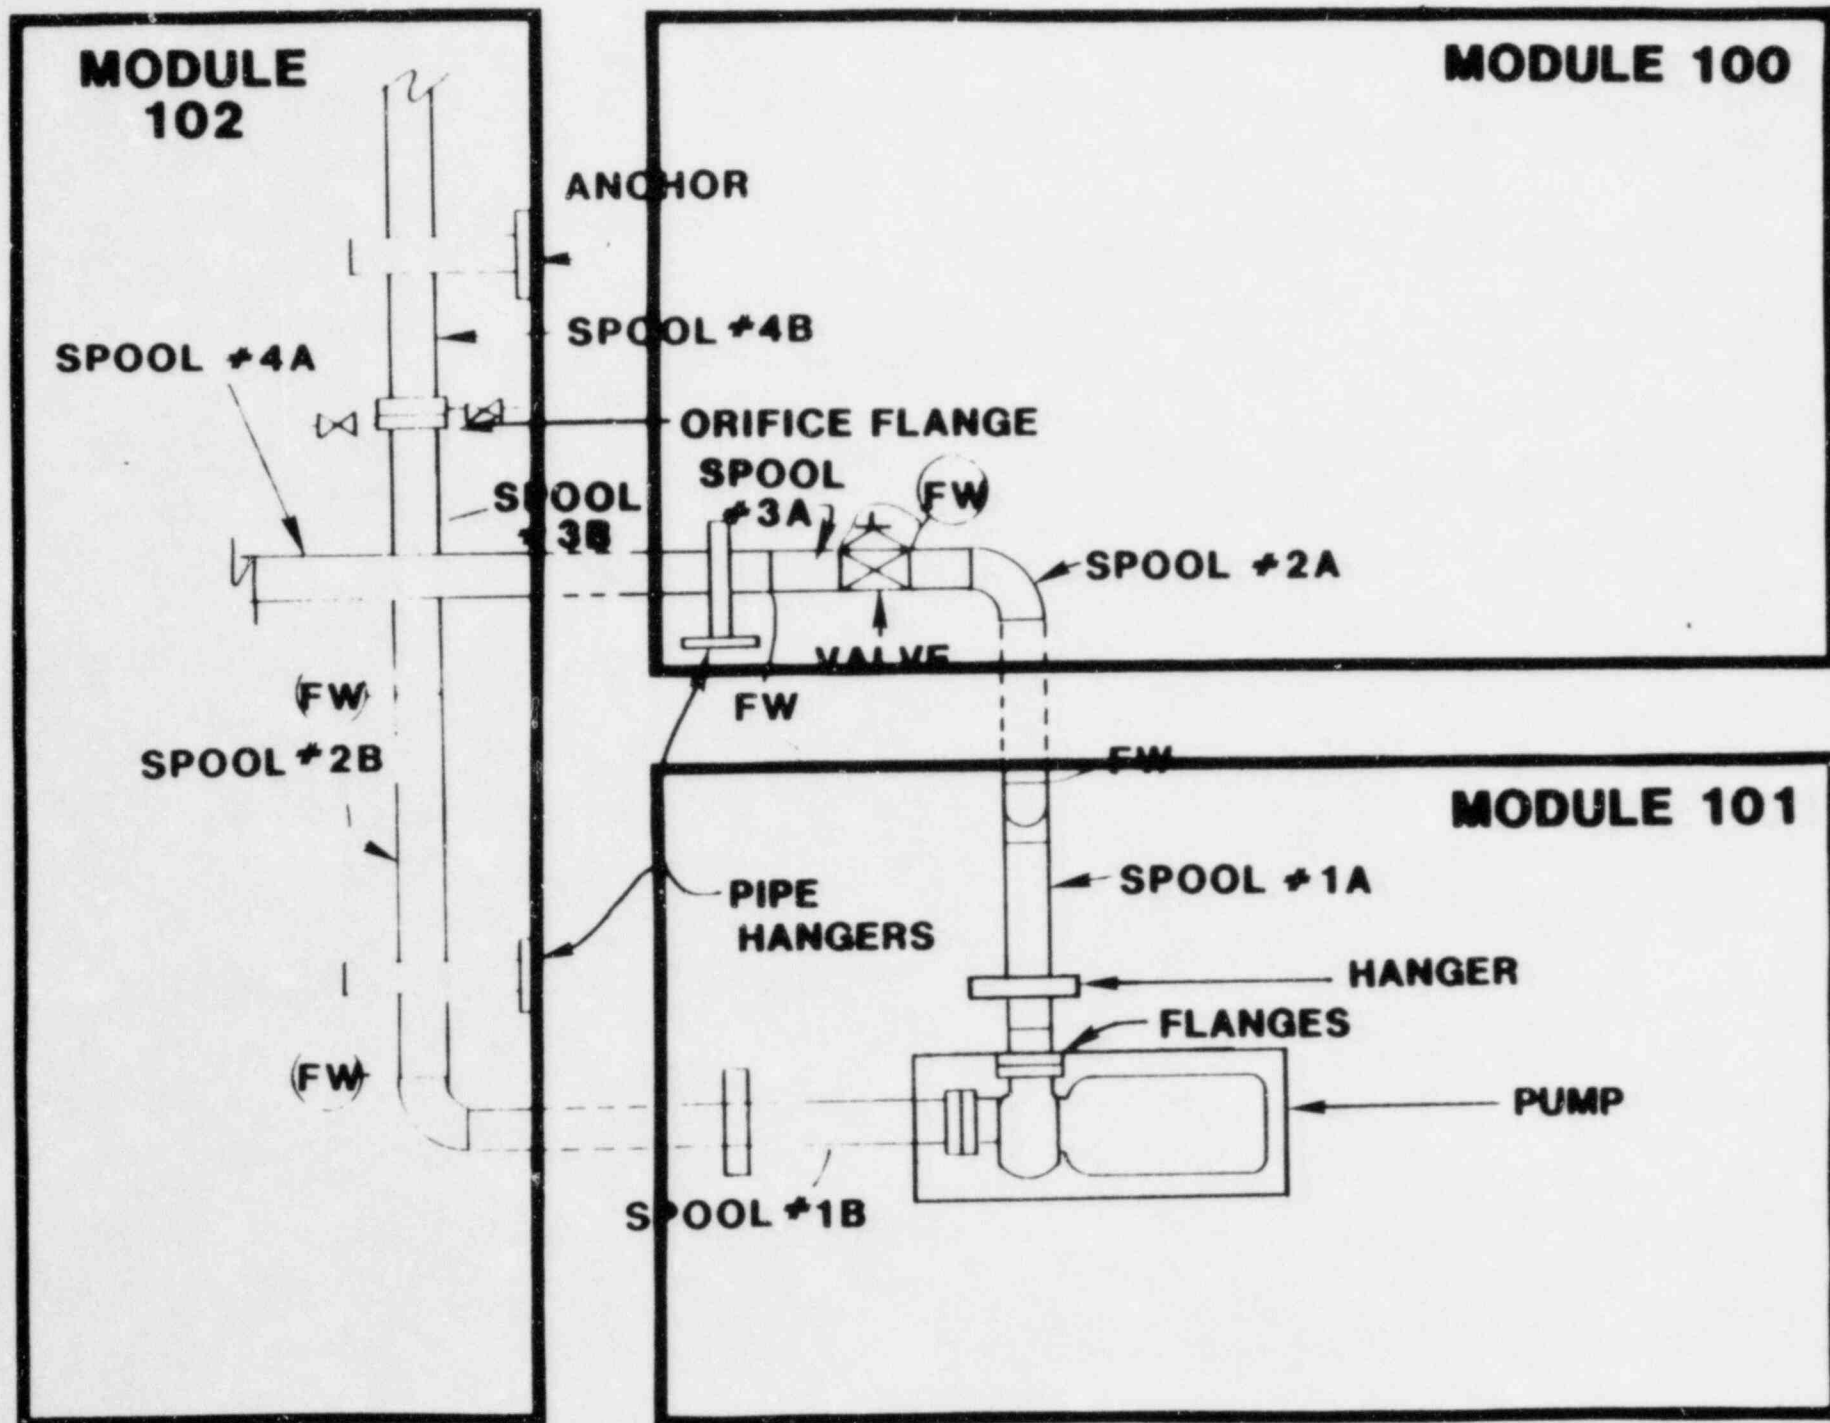 MODULE
102
MODULE 100
ANCHOR
SPOOL #4B
SPOOL #4A
ORIFICE FLANGE
SPOOL
#3A
FW
SPOOL
#3B
SPOOL #2A
VALVE
FW
FW
SPOOL #2B
FW
MODULE 101
SPOOL #1A
PIPE
HANGERS
HANGER
FLANGES
FW
PUMP
SPOOL #1B